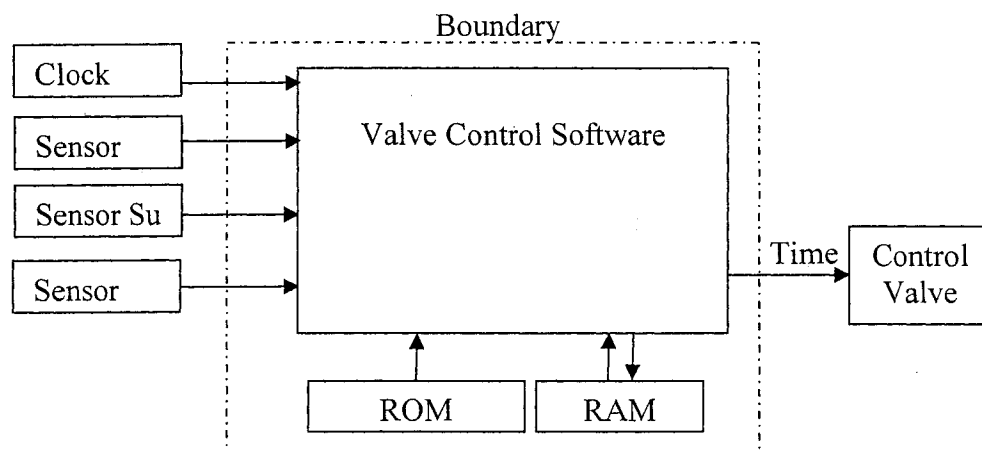 Boundary
Clock
Sensor
Sensor Su
Sensor
Valve Control Software
Time
Control
Valve
ROM
RAM